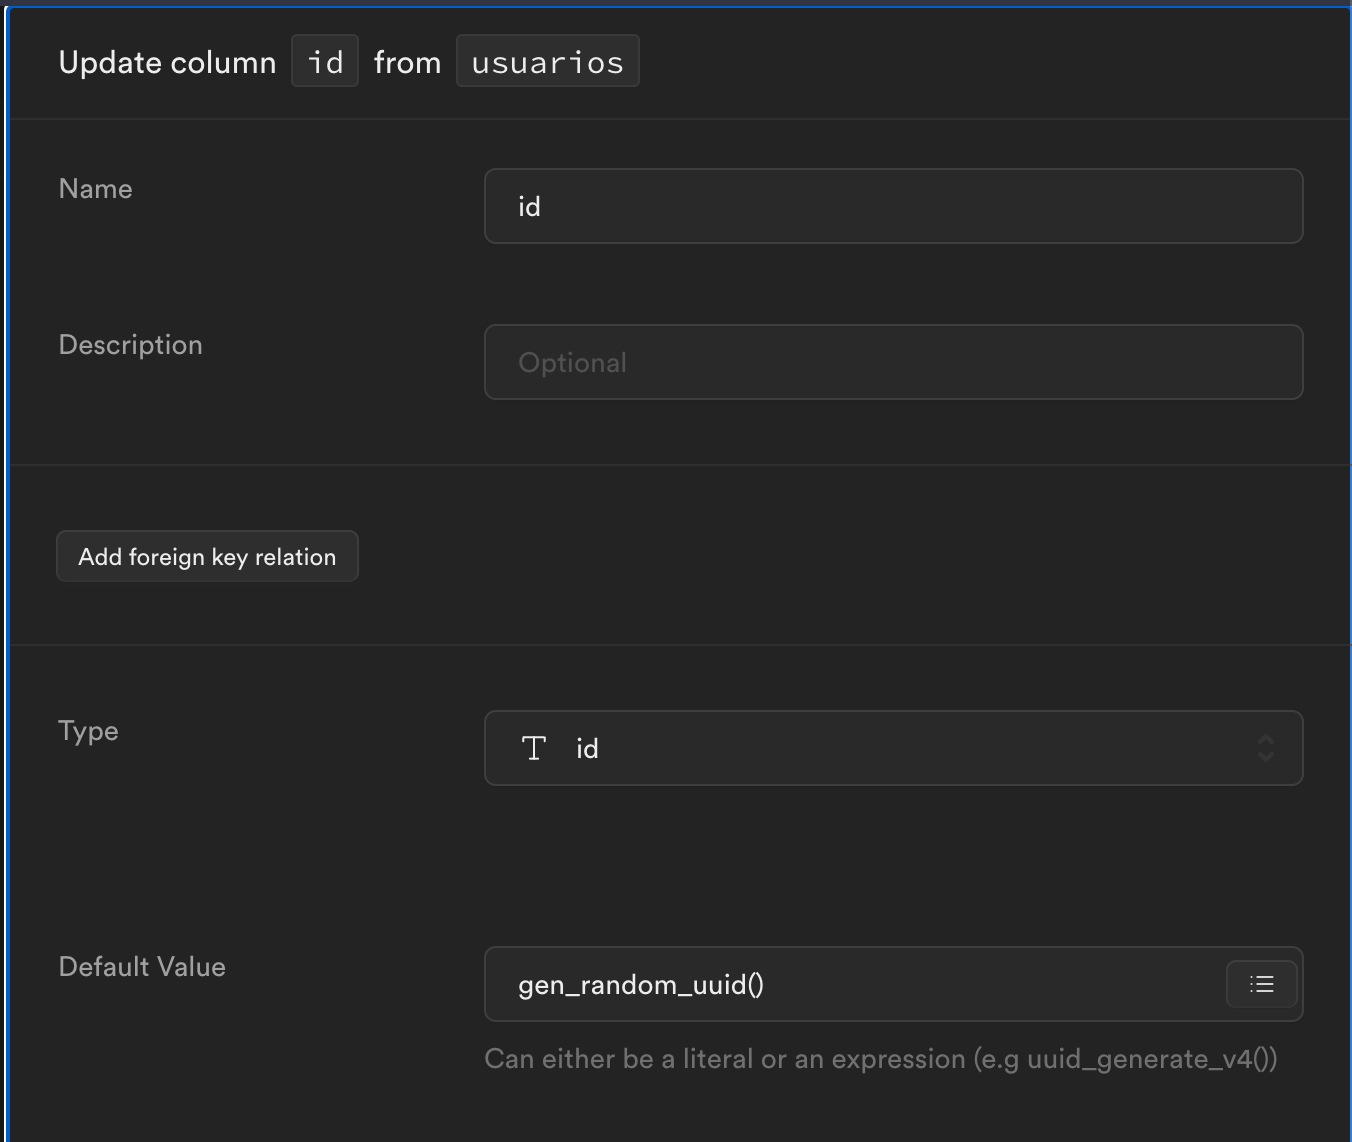 Update column id from usuarios
Name
id
Description
Optional
Add foreign key relation
Type
id
Default Value
gen_random_uuid()
Can either be a literal or an expression (e.g uuid_generate_v4())